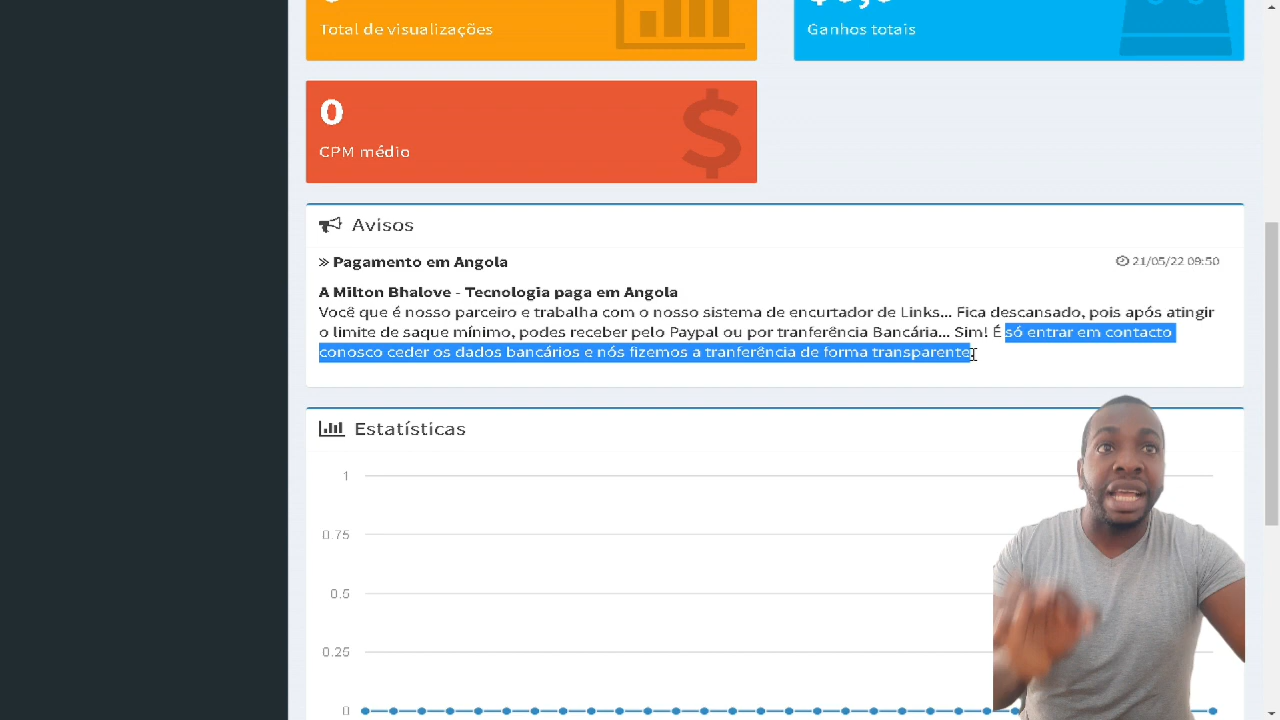 Total de visualizações
Ganhos totais
0
CPM médio
Avisos
» Pagamento em Angola
21/05/22 09:50
A Milton Bhalove - Tecnologia paga em Angola
Você que é nosso parceiro e trabalha com o nosso sistema de encurtador de Links... Fica descansado, pois após atingir
o limite de saque mínimo, podes receber pelo Paypal ou por tranferência Bancária... Sim! É só entrar em contacto
conosco ceder os dados bancários e nós fizemos a tranferência de forma transparente
Estatísticas
1
0.75
0.5
0.25
0